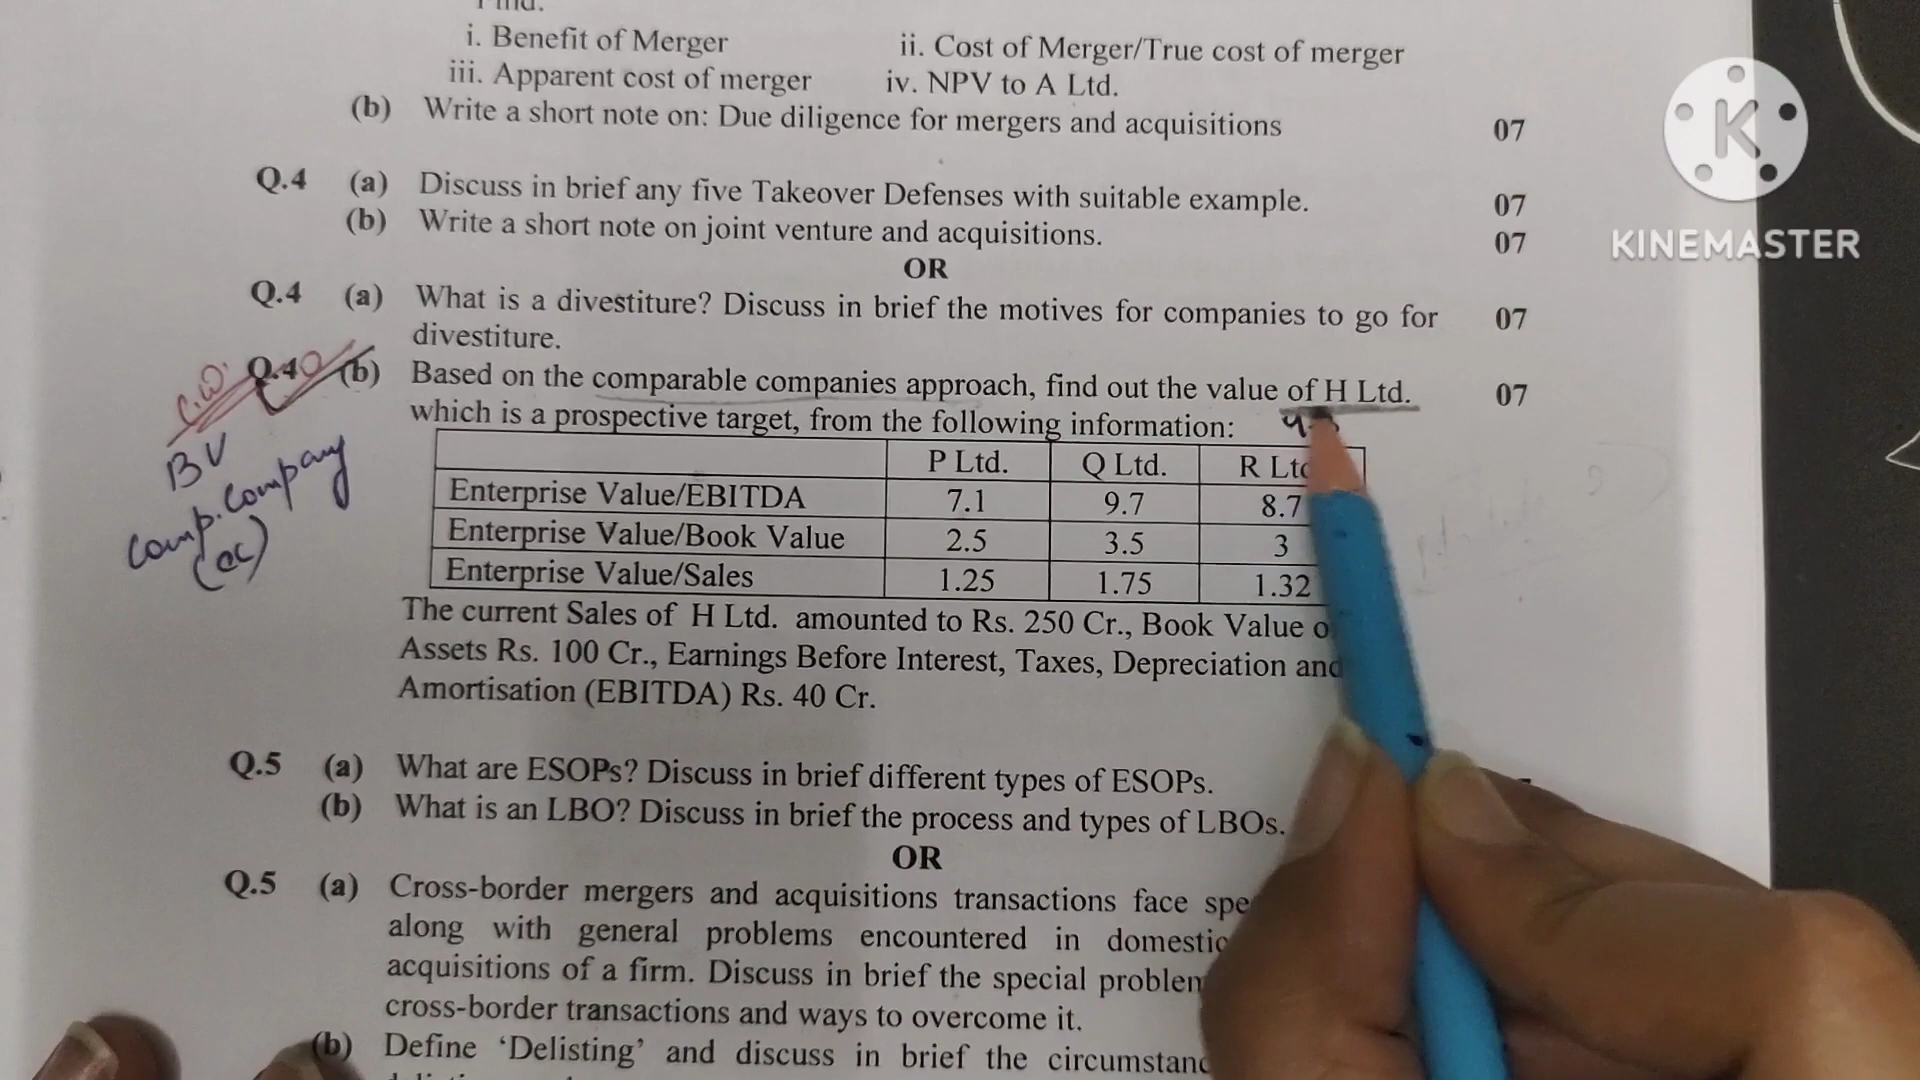 i. Benefit of Merger ii. Cost of Merger/True cost of merger
iii. Apparent cost of merger iv. NPV to A Ltd.
(b) Write a short note on: Due diligence for mergers and acquisitions 07
Q.4 (a) Discuss in brief any five Takeover Defenses with suitable example. 07
(b) Write a short note on joint venture and acquisitions. 07
OR
Q.4 (a) What is a divestiture? Discuss in brief the motives for companies to go for 07
divestiture.
Q.4 (b) Based on the comparable companies approach, find out the value of H Ltd. 07
which is a prospective target, from the following information:
P Ltd. Q Ltd. R Ltd
Enterprise Value/EBITDA 7.1 9.7 8.7
Enterprise Value/Book Value 2.5 3.5 3
Enterprise Value/Sales 1.25 1.75 1.32
The current Sales of H Ltd. amounted to Rs. 250 Cr., Book Value o
Assets Rs. 100 Cr., Earnings Before Interest, Taxes, Depreciation and
Amortisation (EBITDA) Rs. 40 Cr.
Q.5 (a) What are ESOPs? Discuss in brief different types of ESOPs.
(b) What is an LBO? Discuss in brief the process and types of LBOs.
OR
Q.5 (a) Cross-border mergers and acquisitions transactions face spe
along with general problems encountered in domestic
acquisitions of a firm. Discuss in brief the special problem
cross-border transactions and ways to overcome it.
(b) Define ‘Delisting’ and discuss in brief the circumstanc
C.W.
BV
Comp. Company
K
KINEMASTER